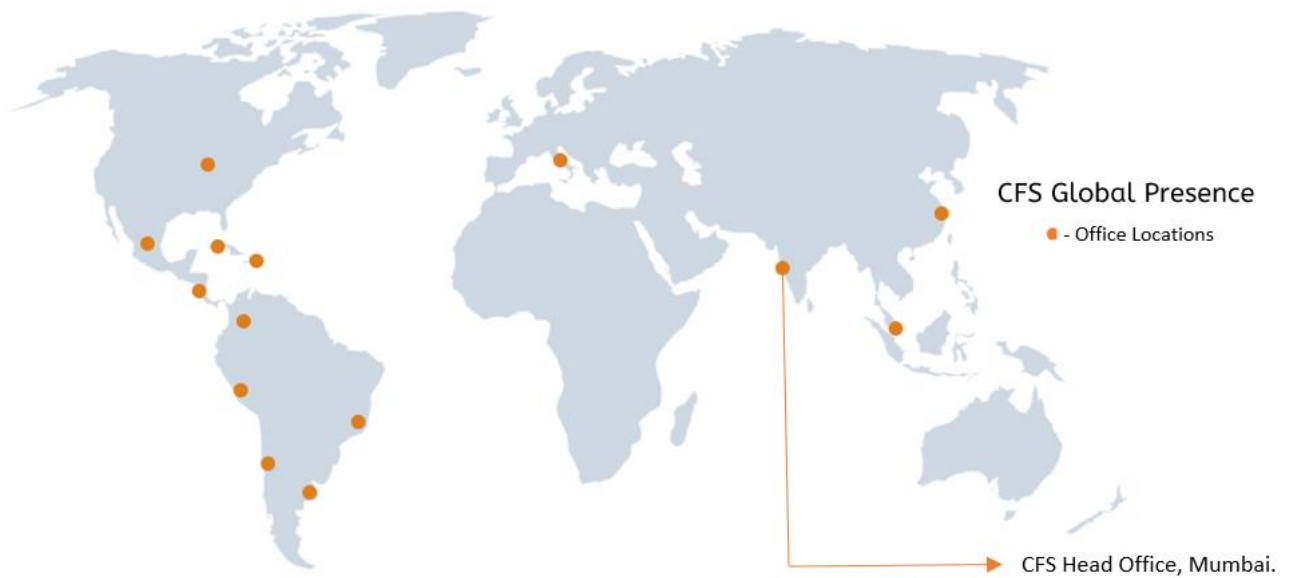 CFS Global Presence
- Office Locations
CFS Head Office, Mumbai.